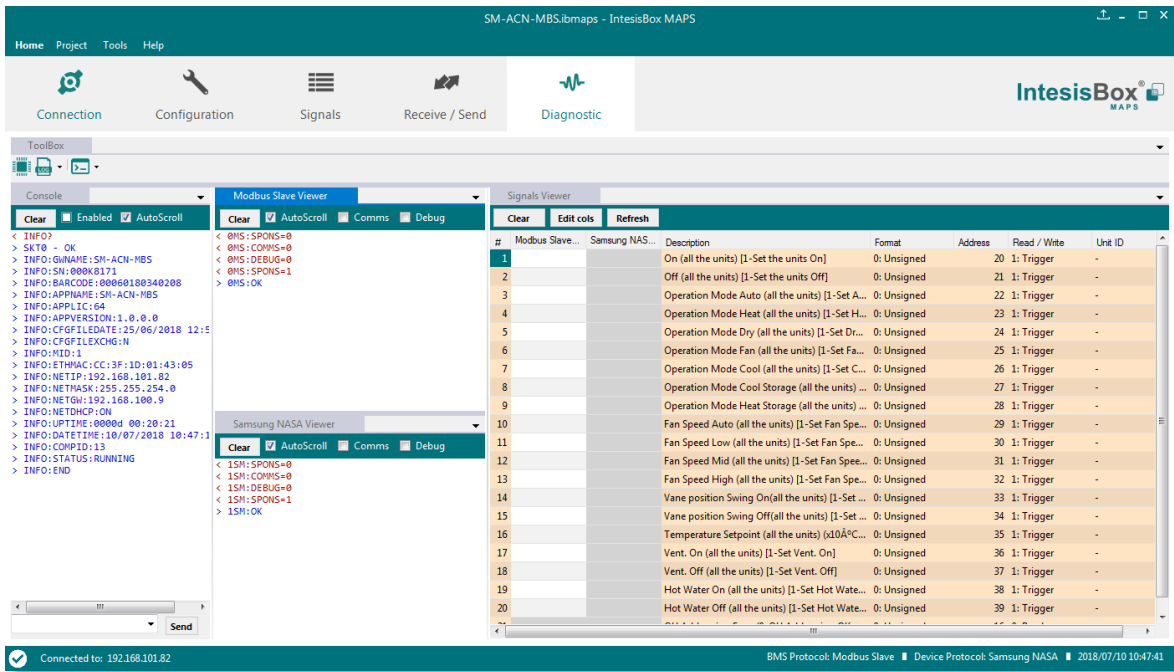 SM-ACN-MBS.ibmaps - IntesisBox MAPS
Home Project Tools Help
Connection Configuration Signals Receive / Send Diagnostic
IntesisBox® MAPS
ToolBox
LOG
Console
Clear Enabled AutoScroll
< INFO?
> SKT0 - OK
> INFO:GWNAME:SM-ACN-MBS
> INFO:SN:000K8171
> INFO:BARCODE:00060180340208
> INFO:APPNAME:SM-ACN-MBS
> INFO:APPLIC:64
> INFO:APPVERSION:1.0.0.0
> INFO:CFGFILEDATE:25/06/2018 12:5
> INFO:CFGFILEXCHG:N
> INFO:MID:1
> INFO:ETHMAC:CC:3F:1D:01:43:05
> INFO:NETIP:192.168.101.82
> INFO:NETMASK:255.255.254.0
> INFO:NETGW:192.168.100.9
> INFO:NETDHCP:ON
> INFO:UPTIME:0000d 00:20:21
> INFO:DATETIME:10/07/2018 10:47:1
> INFO:COMPID:13
> INFO:STATUS:RUNNING
> INFO:END
Send
Modbus Slave Viewer
Clear AutoScroll Comms Debug
< 0MS:SPONS=0
< 0MS:COMMS=0
< 0MS:DEBUG=0
< 0MS:SPONS=1
> 0MS:OK
Samsung NASA Viewer
Clear AutoScroll Comms Debug
< 1SM:SPONS=0
< 1SM:COMMS=0
< 1SM:DEBUG=0
< 1SM:SPONS=1
> 1SM:OK
Signals Viewer
Clear Edit cols Refresh
# Modbus Slave... Samsung NAS... Description Format Address Read / Write Unit ID
1 On (all the units) [1-Set the units On] 0: Unsigned 20 1: Trigger -
2 Off (all the units) [1-Set the units Off] 0: Unsigned 21 1: Trigger -
3 Operation Mode Auto (all the units) [1-Set A... 0: Unsigned 22 1: Trigger -
4 Operation Mode Heat (all the units) [1-Set H... 0: Unsigned 23 1: Trigger -
5 Operation Mode Dry (all the units) [1-Set Dr... 0: Unsigned 24 1: Trigger -
6 Operation Mode Fan (all the units) [1-Set Fa... 0: Unsigned 25 1: Trigger -
7 Operation Mode Cool (all the units) [1-Set C... 0: Unsigned 26 1: Trigger -
8 Operation Mode Cool Storage (all the units) ... 0: Unsigned 27 1: Trigger -
9 Operation Mode Heat Storage (all the units) ... 0: Unsigned 28 1: Trigger -
10 Fan Speed Auto (all the units) [1-Set Fan Spe... 0: Unsigned 29 1: Trigger -
11 Fan Speed Low (all the units) [1-Set Fan Spe... 0: Unsigned 30 1: Trigger -
12 Fan Speed Mid (all the units) [1-Set Fan Spee... 0: Unsigned 31 1: Trigger -
13 Fan Speed High (all the units) [1-Set Fan Spe... 0: Unsigned 32 1: Trigger -
14 Vane position Swing On(all the units) [1-Set ... 0: Unsigned 33 1: Trigger -
15 Vane position Swing Off(all the units) [1-Set ... 0: Unsigned 34 1: Trigger -
16 Temperature Setpoint (all the units) (x10ÂºC... 0: Unsigned 35 1: Trigger -
17 Vent. On (all the units) [1-Set Vent. On] 0: Unsigned 36 1: Trigger -
18 Vent. Off (all the units) [1-Set Vent. Off] 0: Unsigned 37 1: Trigger -
19 Hot Water On (all the units) [1-Set Hot Wate... 0: Unsigned 38 1: Trigger -
20 Hot Water Off (all the units) [1-Set Hot Wate... 0: Unsigned 39 1: Trigger -
Connected to: 192.168.101.82
BMS Protocol: Modbus Slave Device Protocol: Samsung NASA 2018/07/10 10:47:41